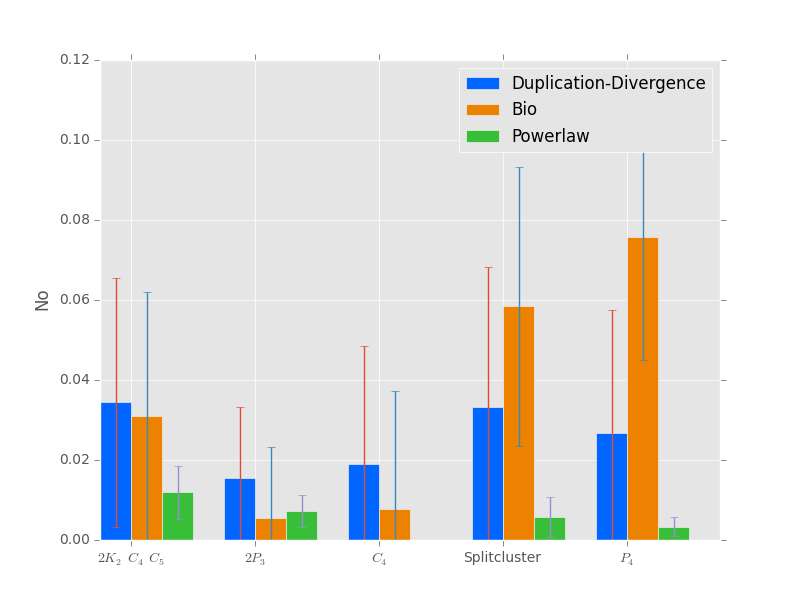 0.12
0.10
0.08
0.06
0.04
0.02
0.00
No
Duplication-Divergence
Bio
Powerlaw
2K₂ C₄ C₅
2P₃
C₄
Splitcluster
P₄